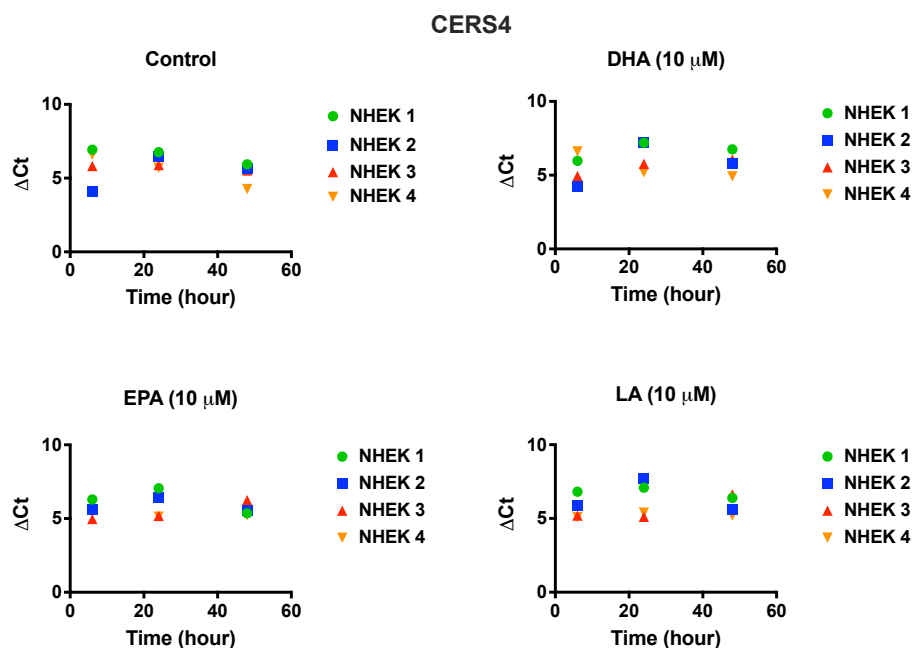 CERS4
Control
10
5
0
0 20 40 60
ΔCt
Time (hour)
NHEK 1
NHEK 2
NHEK 3
NHEK 4
DHA (10 μM)
10
5
0
0 20 40 60
ΔCt
Time (hour)
NHEK 1
NHEK 2
NHEK 3
NHEK 4
EPA (10 μM)
10
5
0
0 20 40 60
ΔCt
Time (hour)
NHEK 1
NHEK 2
NHEK 3
NHEK 4
LA (10 μM)
10
5
0
0 20 40 60
ΔCt
Time (hour)
NHEK 1
NHEK 2
NHEK 3
NHEK 4